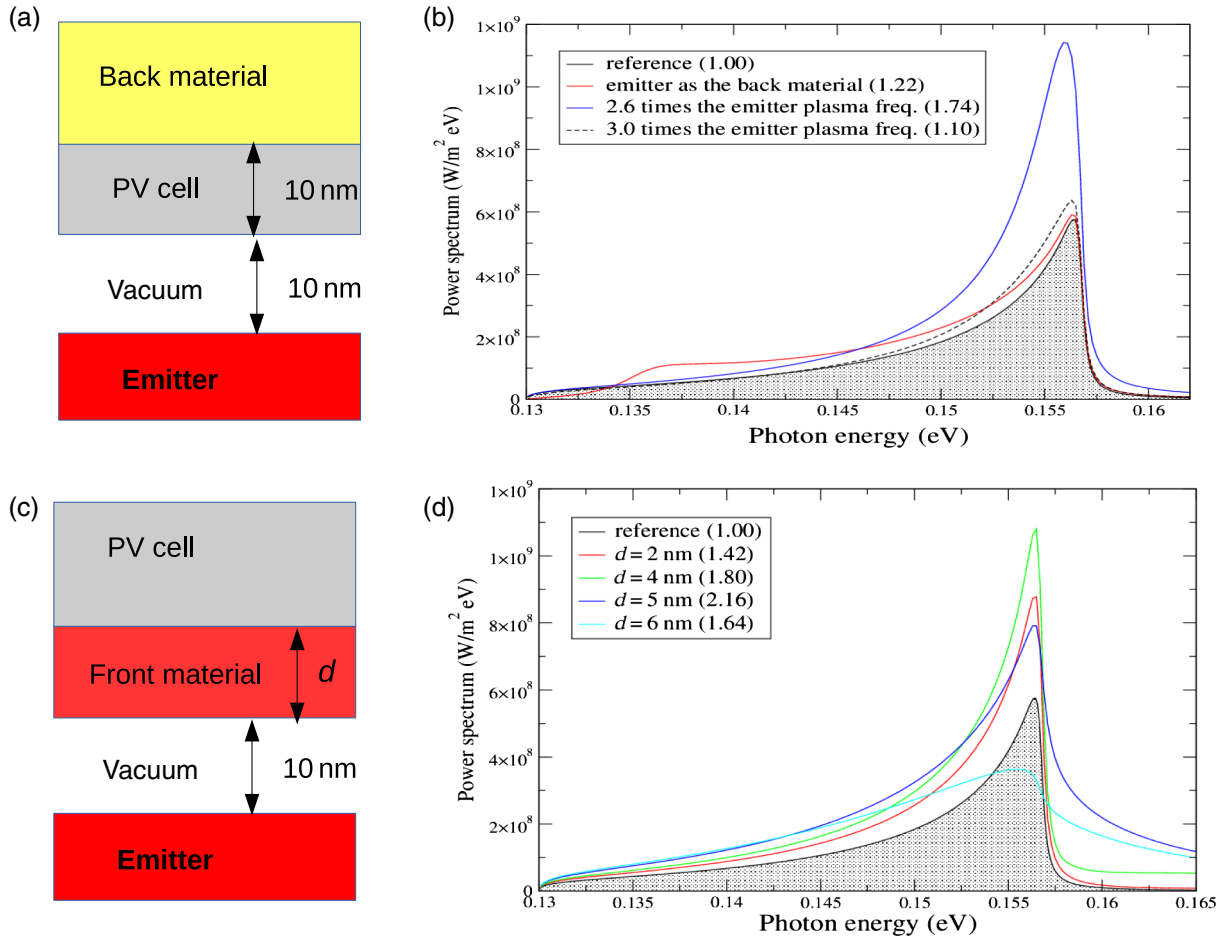 (a)
Back material
PV cell
10 nm
Vacuum
10 nm
Emitter
(b)
Power spectrum (W/m² eV)
1×10⁹
1×10⁹
8×10⁸
6×10⁸
4×10⁸
2×10⁸
0
reference (1.00)
emitter as the back material (1.22)
2.6 times the emitter plasma freq. (1.74)
3.0 times the emitter plasma freq. (1.10)
0.13 0.135 0.14 0.145 0.15 0.155 0.16
Photon energy (eV)
(c)
PV cell
Front material
d
Vacuum
10 nm
Emitter
(d)
Power spectrum (W/m² eV)
1×10⁹
1×10⁹
8×10⁸
6×10⁸
4×10⁸
2×10⁸
0
reference (1.00)
d = 2 nm (1.42)
d = 4 nm (1.80)
d = 5 nm (2.16)
d = 6 nm (1.64)
0.13 0.135 0.14 0.145 0.15 0.155 0.16 0.165
Photon energy (eV)